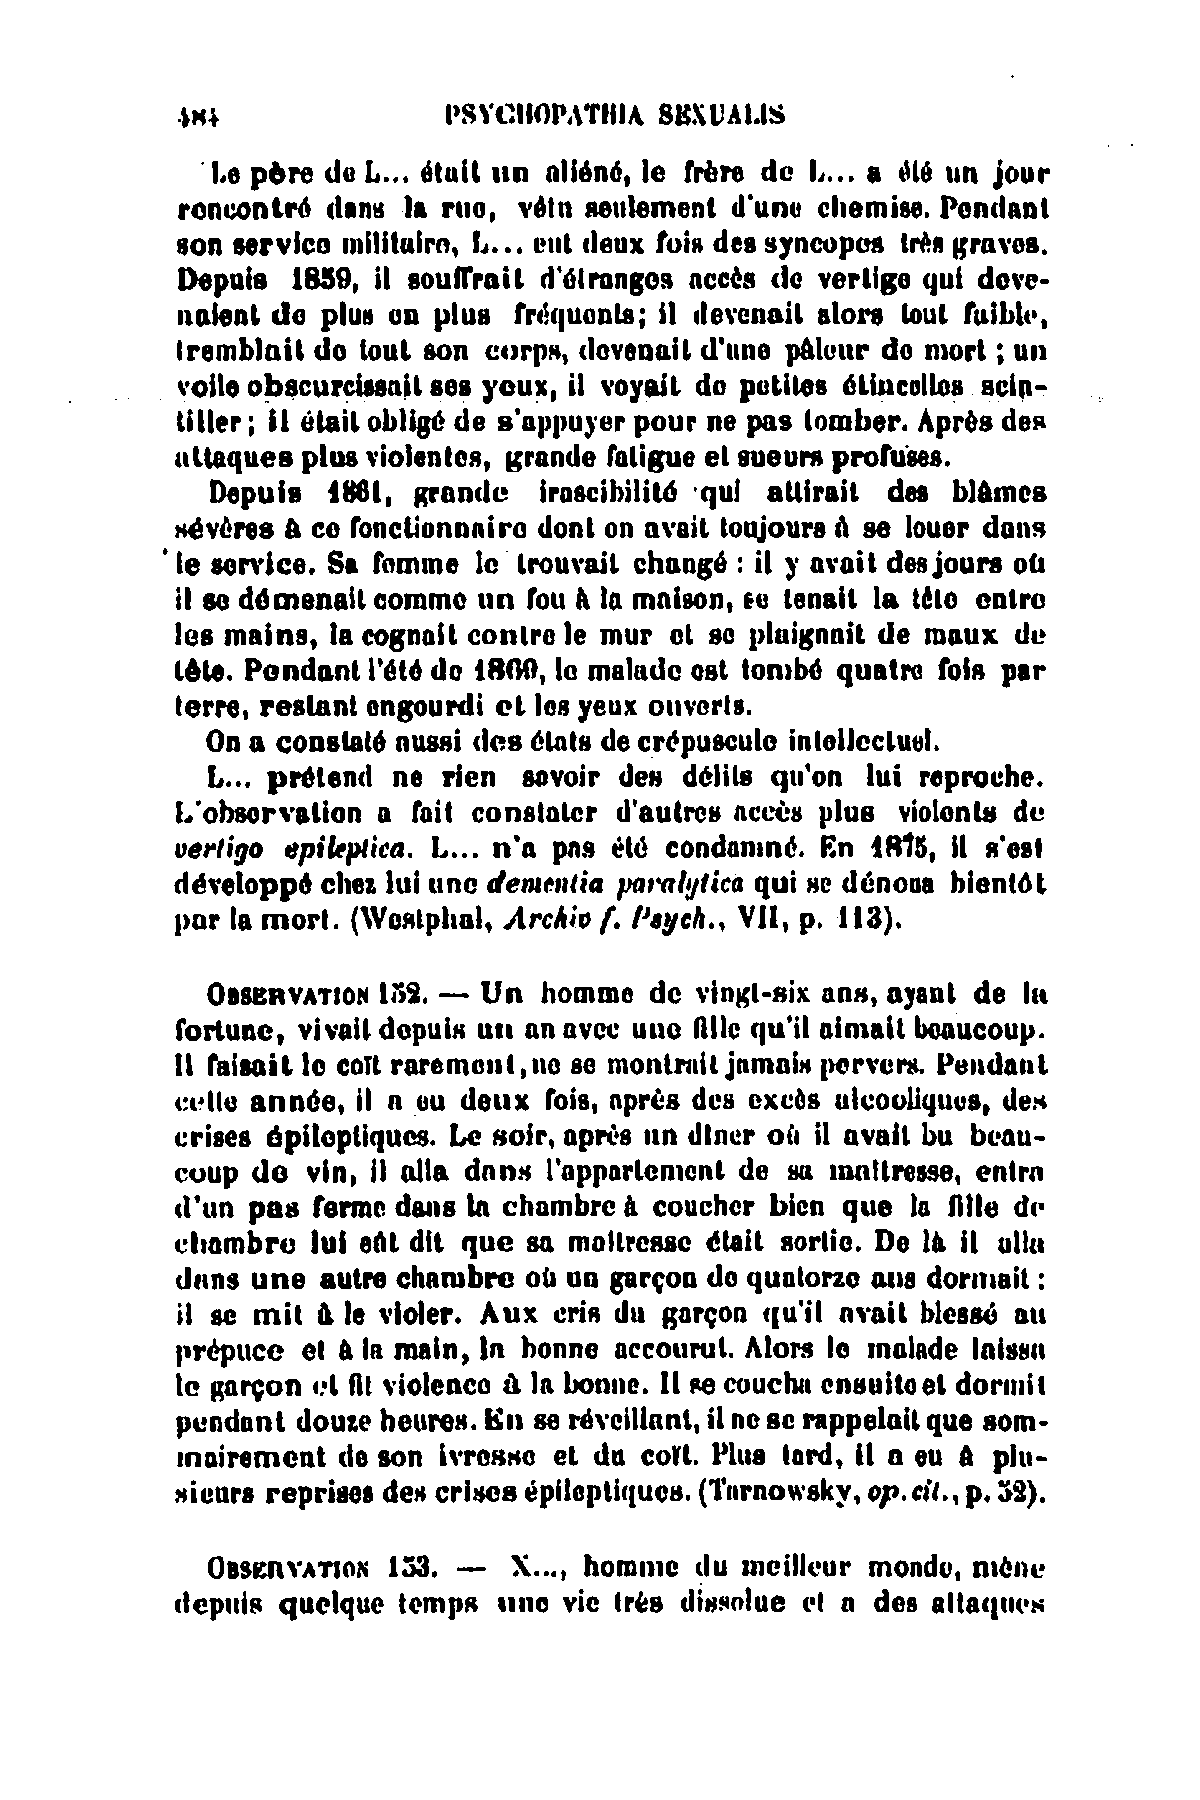 484 PSYCHOPATHIA SEXUALIS
Le père de L... était un aliéné, le frère de L... a été un jour
rencontré dans la rue, vêtu seulement d'une chemise. Pendant
son service militaire, L... eut deux fois des syncopes très graves.
Depuis 1859, il souffrait d'étranges accès de vertige qui deve-
naient de plus en plus fréquents; il devenait alors tout faible,
tremblait de tout son corps, devenait d'une pâleur de mort ; un
voile obscurcissait ses yeux, il voyait de petites étincelles scin-
tiller ; il était obligé de s'appuyer pour ne pas tomber. Après des
attaques plus violentes, grande fatigue et sueurs profuses.
Depuis 1861, grande irascibilité qui attirait des blâmes
sévères à ce fonctionnaire dont on avait toujours à se louer dans
le service. Sa femme le trouvait changé : il y avait des jours où
il se démenait comme un fou à la maison, se tenait la tête entre
les mains, la cognait contre le mur et se plaignait de maux de
tête. Pendant l'été de 1869, le malade est tombé quatre fois par
terre, restant engourdi et les yeux ouverts.
On a constaté aussi des états de crépuscule intellectuel.
L... prétend ne rien savoir des délits qu'on lui reproche.
L'observation a fait constater d'autres accès plus violents de
vertigo epileptica. L... n'a pas été condamné. En 1875, il s'est
développé chez lui une dementia paralytica qui se dénoua bientôt
par la mort. (Westphal, Archiv f. Psych., VII, p. 113).
OBSERVATION 152. — Un homme de vingt-six ans, ayant de la
fortune, vivait depuis un an avec une fille qu'il aimait beaucoup.
Il faisait le coït rarement, ne se montrait jamais pervers. Pendant
cette année, il a eu deux fois, après des excès alcooliques, des
crises épileptiques. Le soir, après un dîner où il avait bu beau-
coup de vin, il alla dans l'appartement de sa maîtresse, entra
d'un pas ferme dans la chambre à coucher bien que la fille de
chambre lui eût dit que sa maîtresse était sortie. De là il alla
dans une autre chambre où un garçon de quatorze ans dormait :
il se mit à le violer. Aux cris du garçon qu'il avait blessé au
prépuce et à la main, la bonne accourut. Alors le malade laissa
le garçon et fit violence à la bonne. Il se coucha ensuite et dormit
pendant douze heures. En se réveillant, il ne se rappelait que som-
mairement de son ivresse et du coït. Plus tard, il a eu à plu-
sieurs reprises des crises épileptiques. (Tarnowsky, op. cit., p. 52).
OBSERVATION 153. — X..., homme du meilleur monde, mène
depuis quelque temps une vie très dissolue et a des attaques